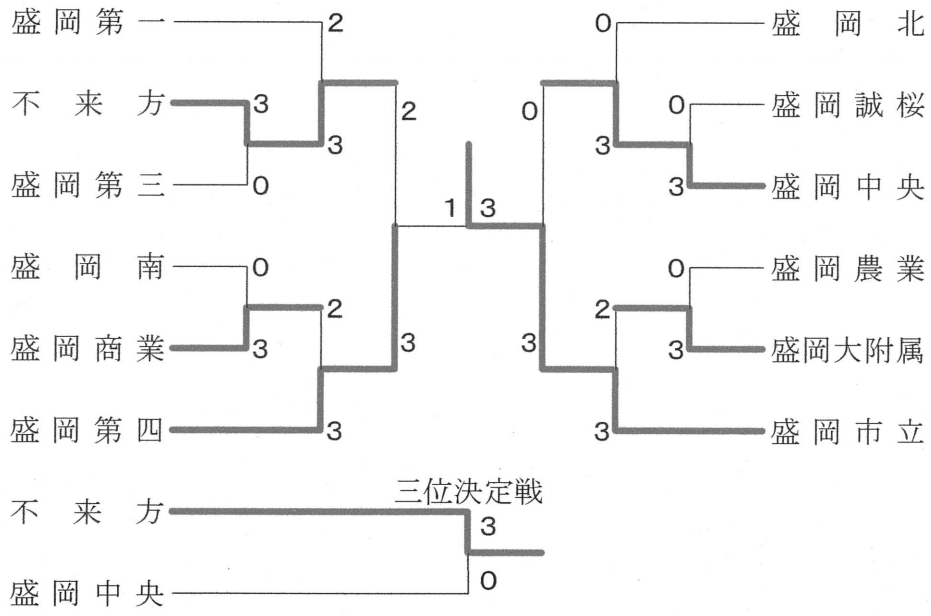 盛岡第一 2 0 盛岡北
不来方 3 2 0 0 盛岡誠桜
3 3
盛岡第三 0 3 盛岡中央
1 3
盛岡南 0 0 盛岡農業
2 2
盛岡商業 3 3 3 3 盛岡大附属
盛岡第四 3 3 盛岡市立
三位決定戦
不来方 3
盛岡中央 0